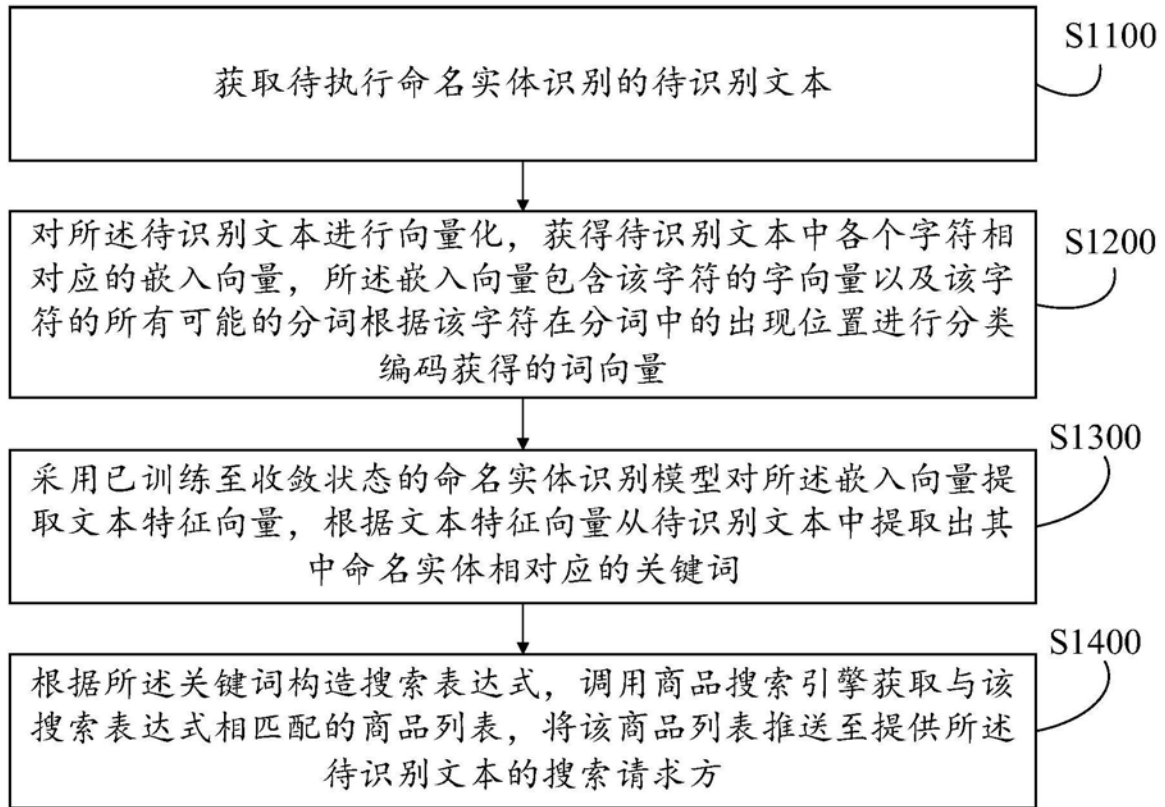 S1100
获取待执行命名实体识别的待识别文本
S1200
对所述待识别文本进行向量化，获得待识别文本中各个字符相
对应的嵌入向量，所述嵌入向量包含该字符的字向量以及该字
符的所有可能的分词根据该字符在分词中的出现位置进行分类
编码获得的词向量
S1300
采用已训练至收敛状态的命名实体识别模型对所述嵌入向量提
取文本特征向量，根据文本特征向量从待识别文本中提取出其
中命名实体相对应的关键词
S1400
根据所述关键词构造搜索表达式，调用商品搜索引擎获取与该
搜索表达式相匹配的商品列表，将该商品列表推送至提供所述
待识别文本的搜索请求方